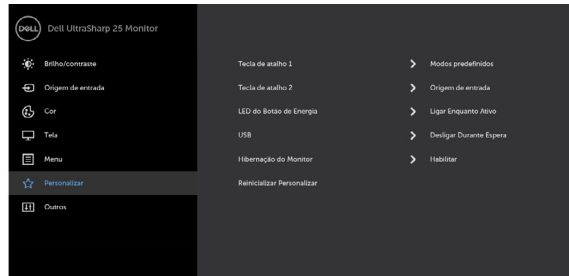 DELL Dell UltraSharp 25 Monitor
Brilho/contraste
Origem de entrada
Cor
Tela
Menu
Personalizar
Outros
Tecla de atalho 1 > Modos predefinidos
Tecla de atalho 2 > Origem de entrada
LED do Botão de Energia > Ligar Enquanto Ativo
USB > Desligar Durante Espera
Hibernação do Monitor > Habilitar
Reinicializar Personalizar